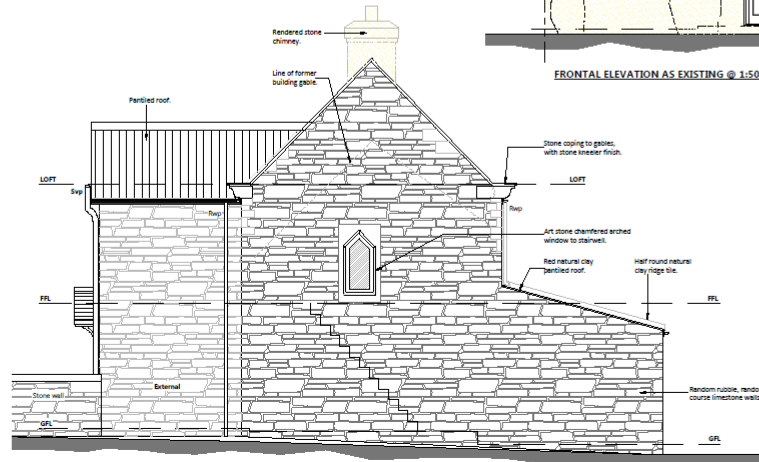 Rendered stone
chimney.
FRONTAL ELEVATION AS EXISTING @ 1:50
Line of former
building gable.
Pantiled roof.
Stone coping to gables,
with stone kneeler finish.
LOFT
LOFT
Svp
Rwp
Rwp
Art stone chamfered arched
window to stairwell.
Red natural clay
pantiled roof.
Half round natural
clay ridge tile.
FFL
FFL
External
Stone wall
Random rubble, rando
course limestone walls
GFL
GFL